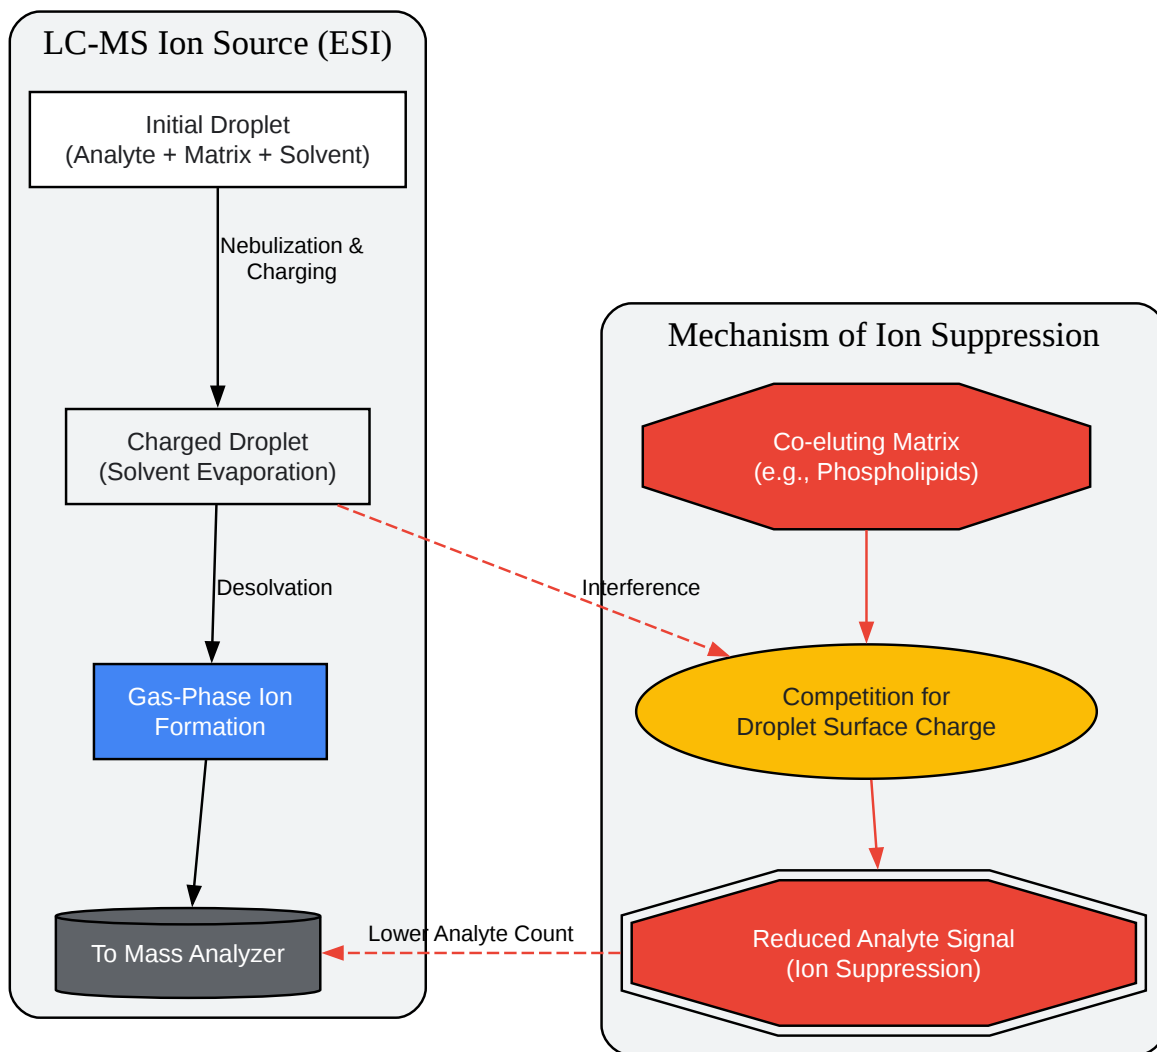 LC-MS Ion Source (ESI)
Initial Droplet
(Analyte + Matrix + Solvent)
Nebulization &
Charging
Charged Droplet
(Solvent Evaporation)
Desolvation
Gas-Phase Ion
Formation
To Mass Analyzer
Interference
Lower Analyte Count
Mechanism of Ion Suppression
Co-eluting Matrix
(e.g., Phospholipids)
Competition for
Droplet Surface Charge
Reduced Analyte Signal
(Ion Suppression)